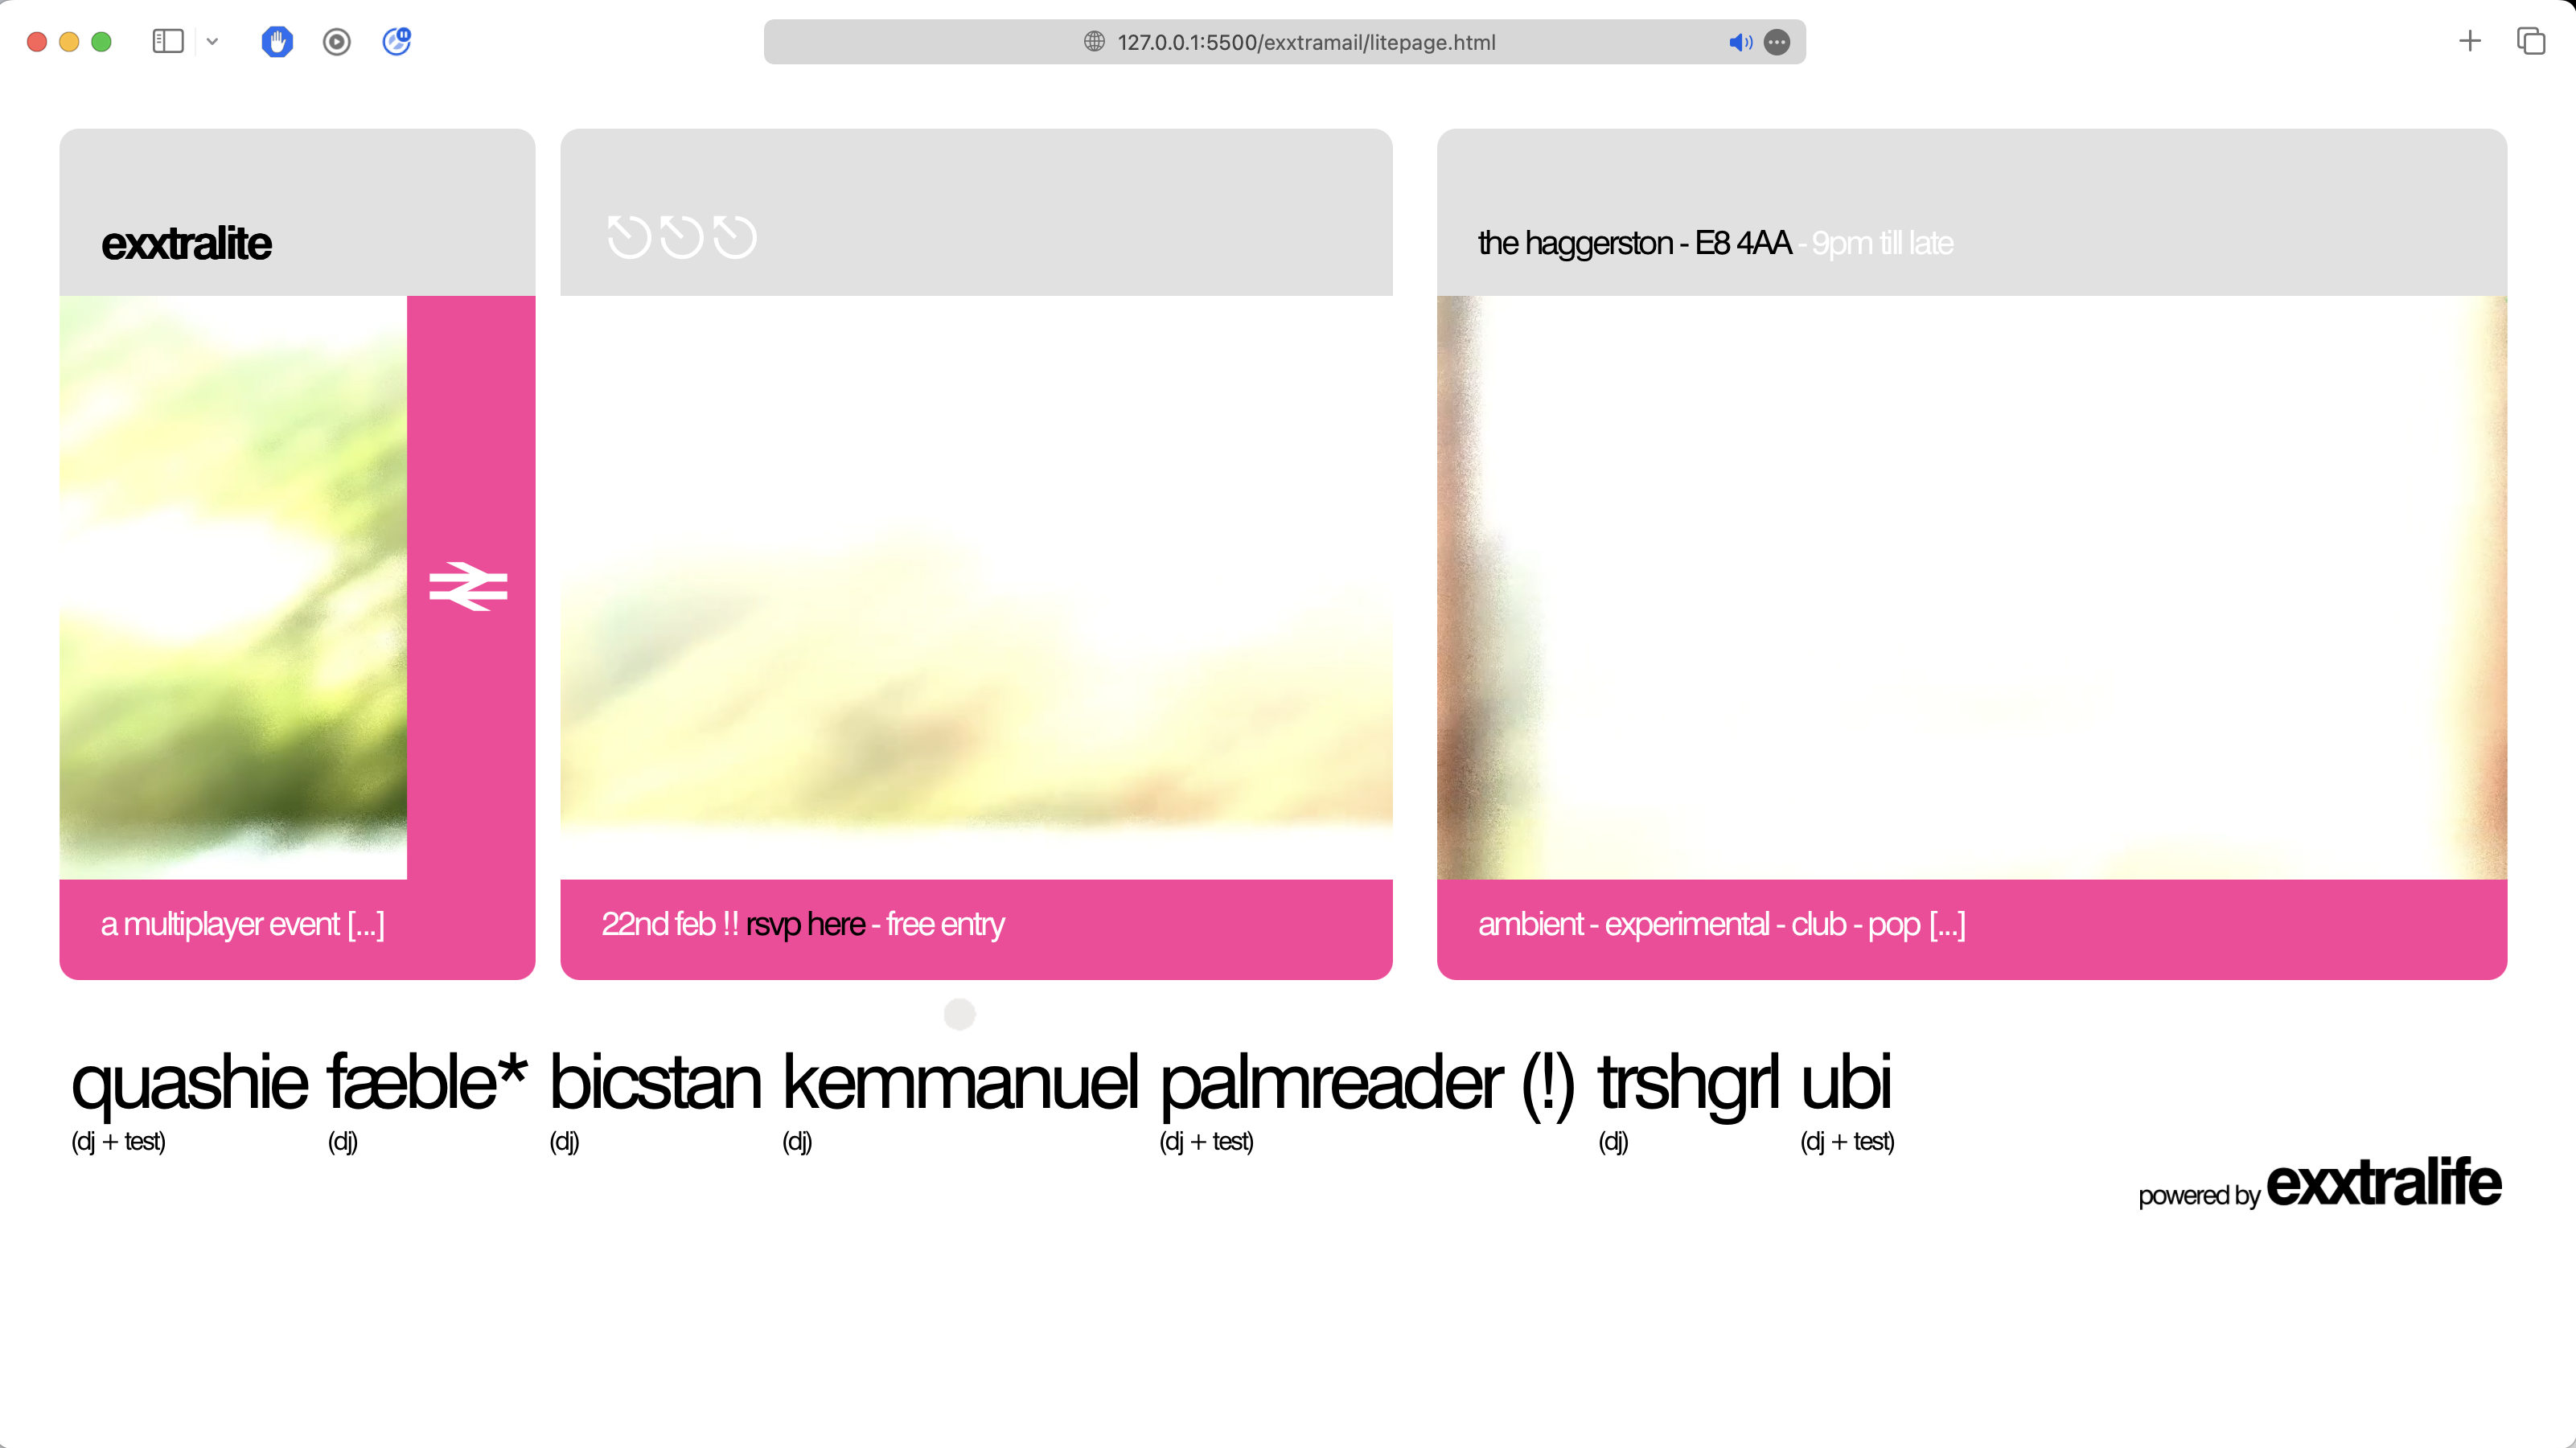 127.0.0.1:5500/exxtramail/litepage.html
exxtralite
the haggerston - E8 4AA - 9pm till late
a multiplayer event [...]
22nd feb !! rsvp here - free entry
ambient - experimental - club - pop [...]
quashie fæble* bicstan kemmanuel palmreader (!) trshgrl ubi
(dj + test) (dj) (dj) (dj) (dj + test) (dj) (dj + test)
powered by exxtralife